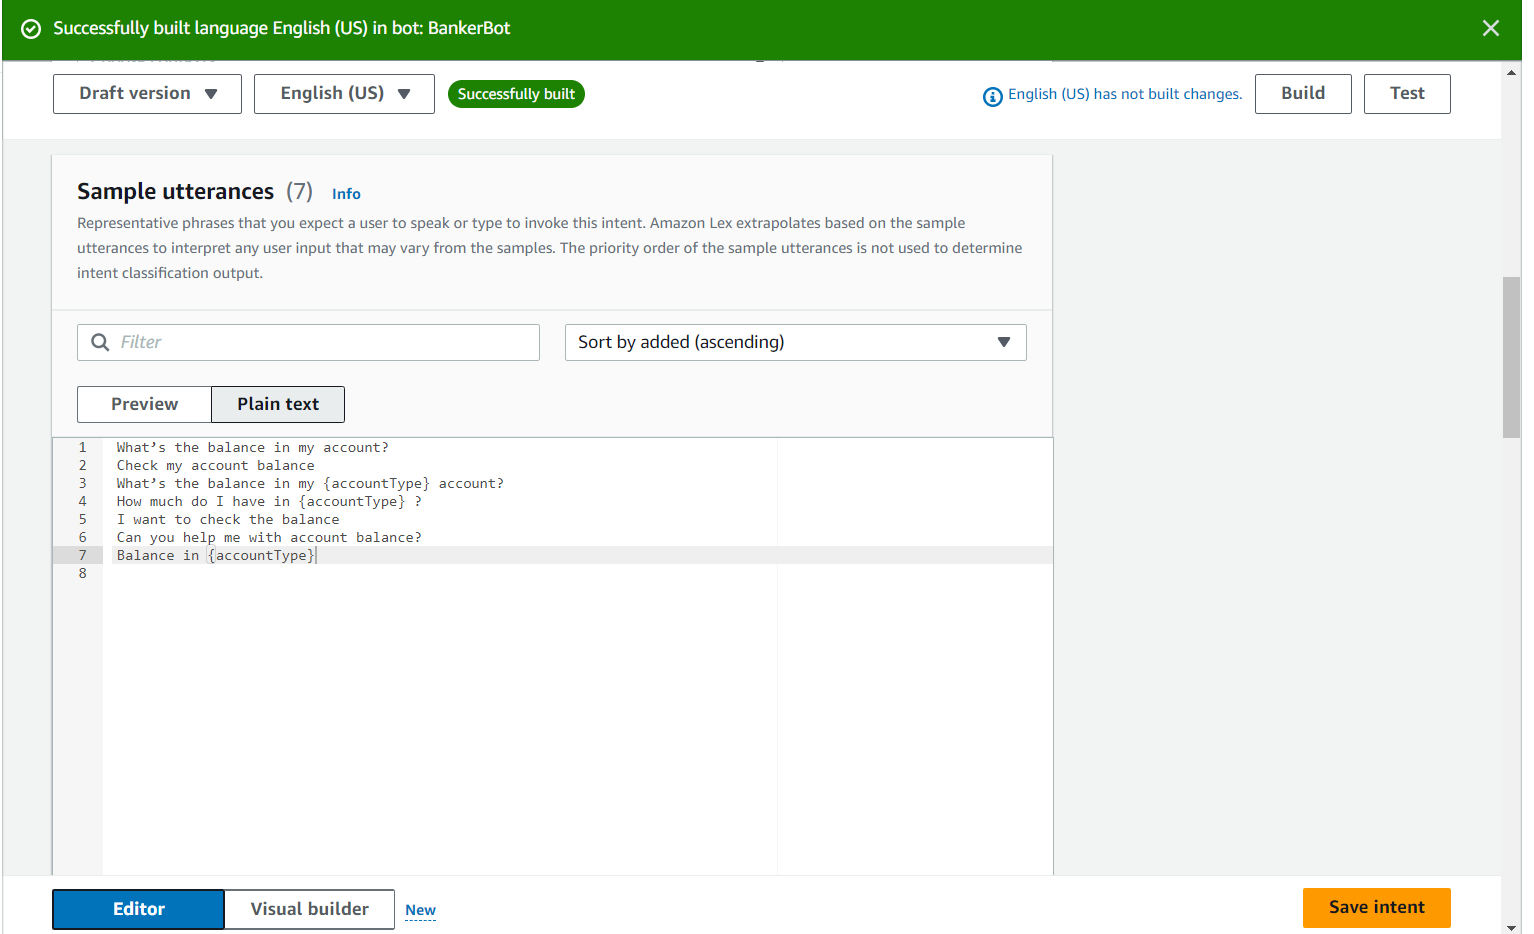 Successfully built language English (US) in bot: BankerBot
Draft version
English (US)
Successfully built
English (US) has not built changes.
Build
Test
Sample utterances (7) Info
Representative phrases that you expect a user to speak or type to invoke this intent. Amazon Lex extrapolates based on the sample
utterances to interpret any user input that may vary from the samples. The priority order of the sample utterances is not used to determine
intent classification output.
Filter
Sort by added (ascending)
Preview
Plain text
1 What’s the balance in my account?
2 Check my account balance
3 What’s the balance in my {accountType} account?
4 How much do I have in {accountType} ?
5 I want to check the balance
6 Can you help me with account balance?
7 Balance in {accountType}
8
Editor
Visual builder
New
Save intent